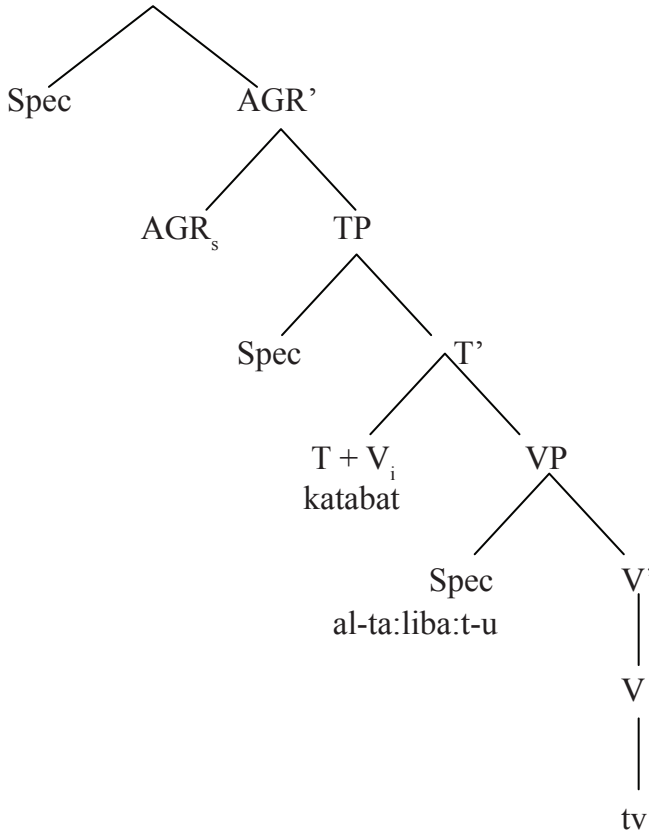 Spec AGR’
AGRₛ TP
Spec T’
T + Vᵢ VP
katabat
Spec V’
al-ta:liba:t-u
V
tv